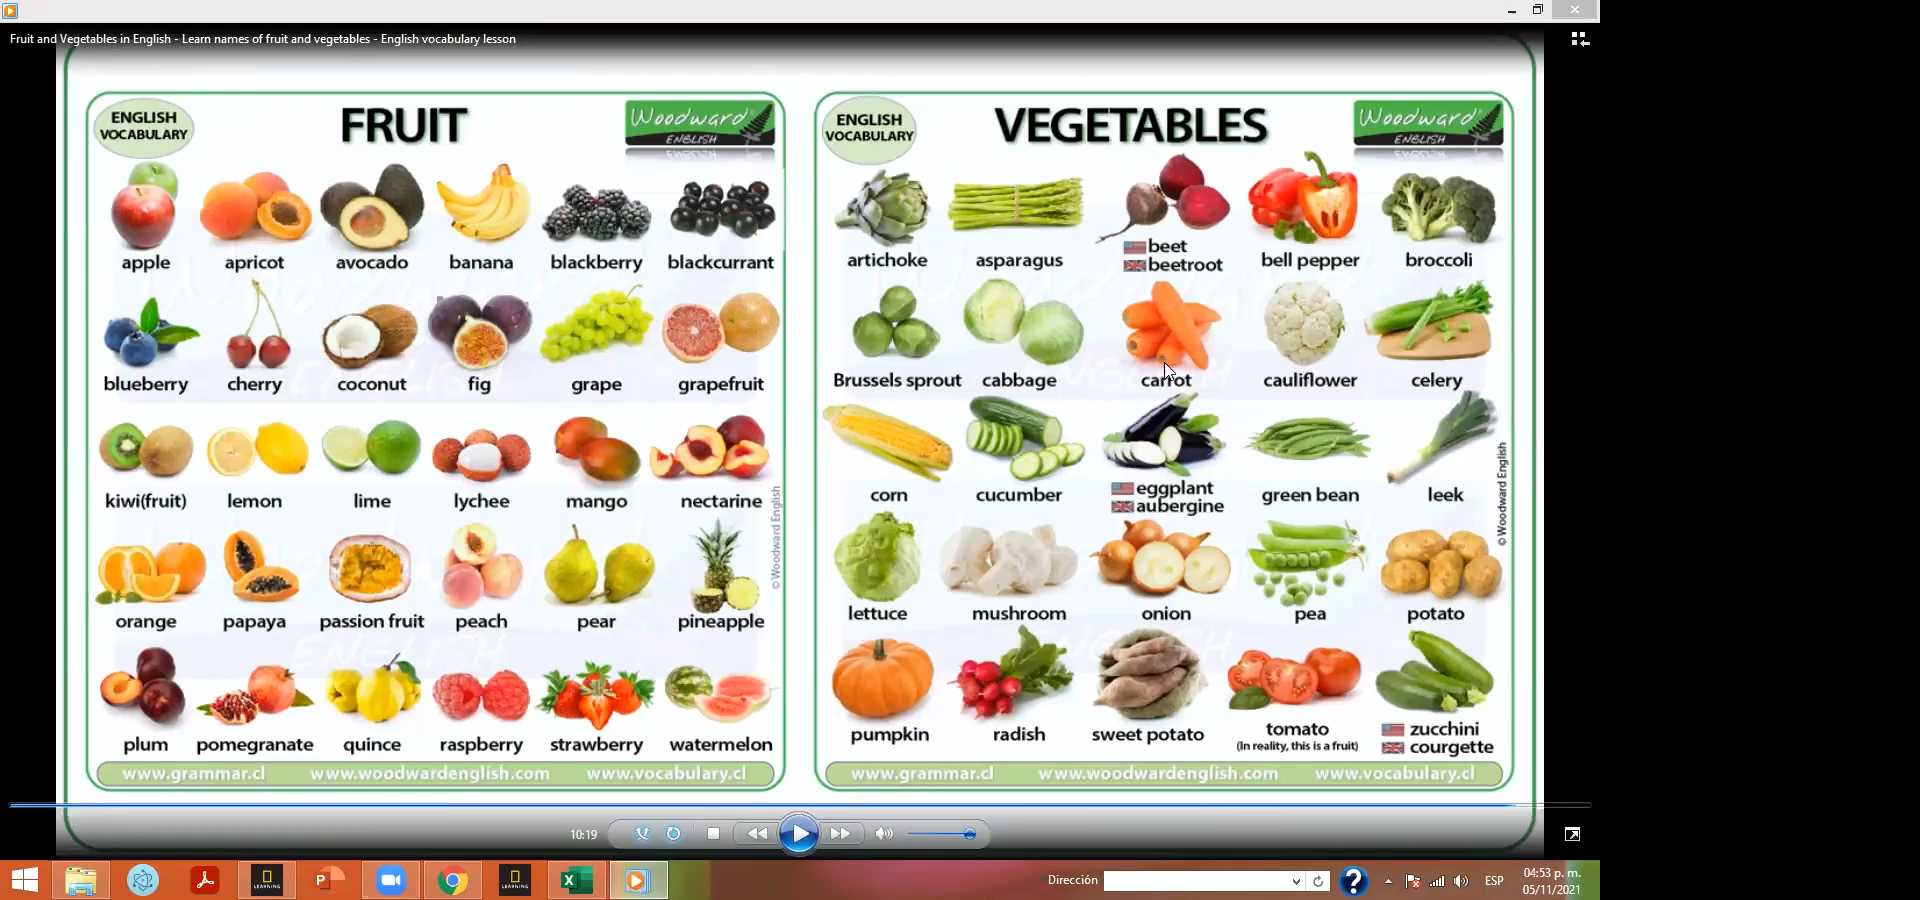 Fruit and Vegetables in English - Learn names of fruit and vegetables - English vocabulary lesson
ENGLISH
VOCABULARY
FRUIT
Woodward
ENGLISH
apple apricot avocado banana blackberry blackcurrant
blueberry cherry coconut fig grape grapefruit
kiwi(fruit) lemon lime lychee mango nectarine
orange papaya passion fruit peach pear pineapple
plum pomegranate quince raspberry strawberry watermelon
© Woodward English
www.grammar.cl www.woodwardenglish.com www.vocabulary.cl
ENGLISH
VOCABULARY
VEGETABLES
Woodward
ENGLISH
artichoke asparagus beet bell pepper broccoli
beetroot
Brussels sprout cabbage carrot cauliflower celery
corn cucumber eggplant green bean leek
aubergine
lettuce mushroom onion pea potato
pumpkin radish sweet potato tomato zucchini
(In reality, this is a fruit) courgette
© Woodward English
www.grammar.cl www.woodwardenglish.com www.vocabulary.cl
10:19
LEARNING
LEARNING
Dirección
ESP
04:53 p. m.
05/11/2021